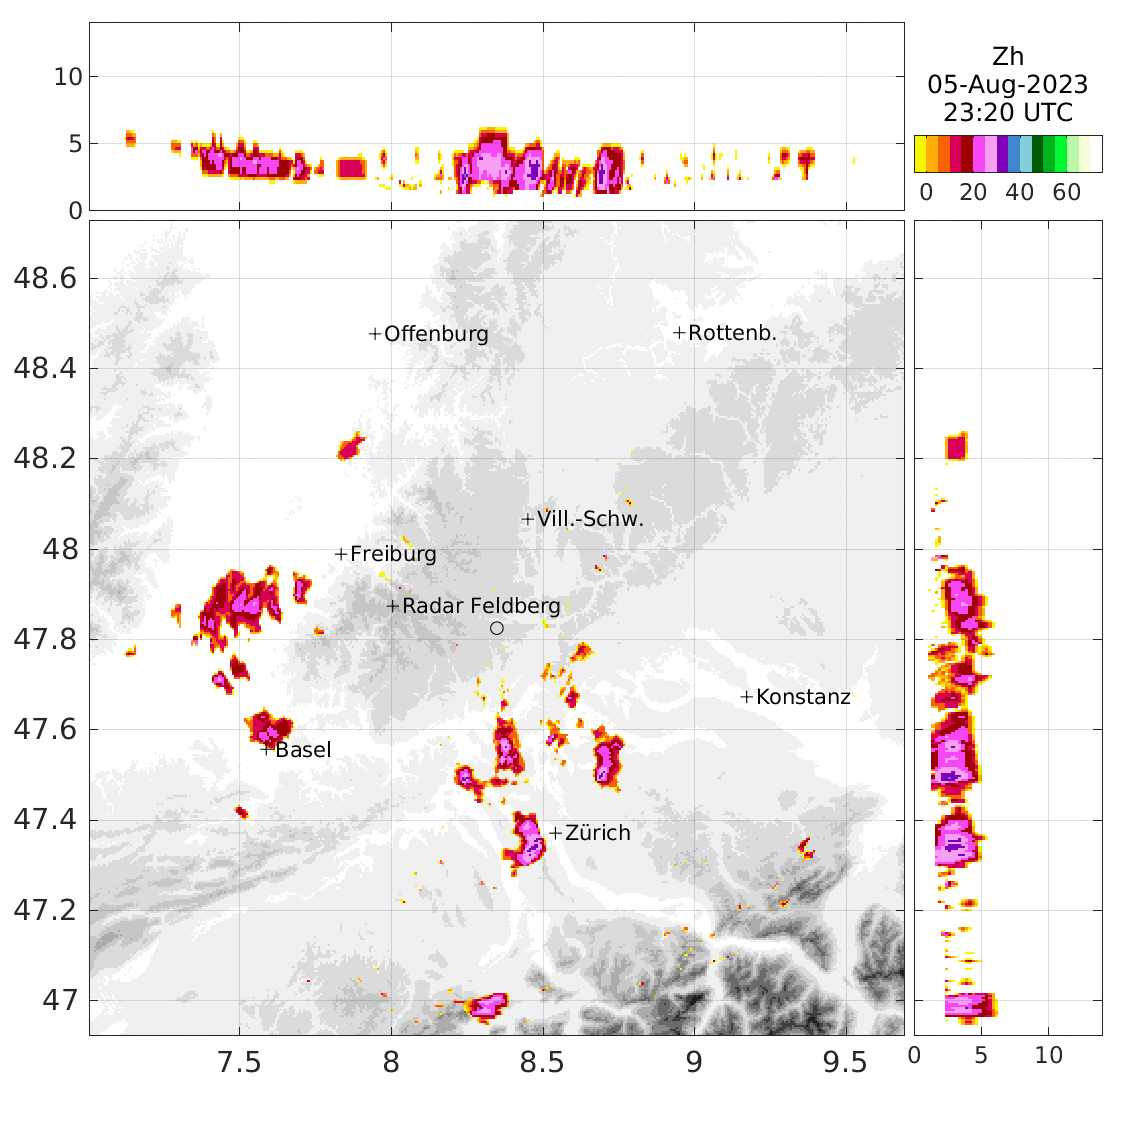 Zh
05-Aug-2023
23:20 UTC
0 20 40 60
10
5
0
48.6
48.4
48.2
48
47.8
47.6
47.4
47.2
47
+Offenburg
+Rottenb.
+Vill.-Schw.
+Freiburg
+Radar Feldberg
+Konstanz
+Basel
+Zürich
7.5 8 8.5 9 9.5
0 5 10